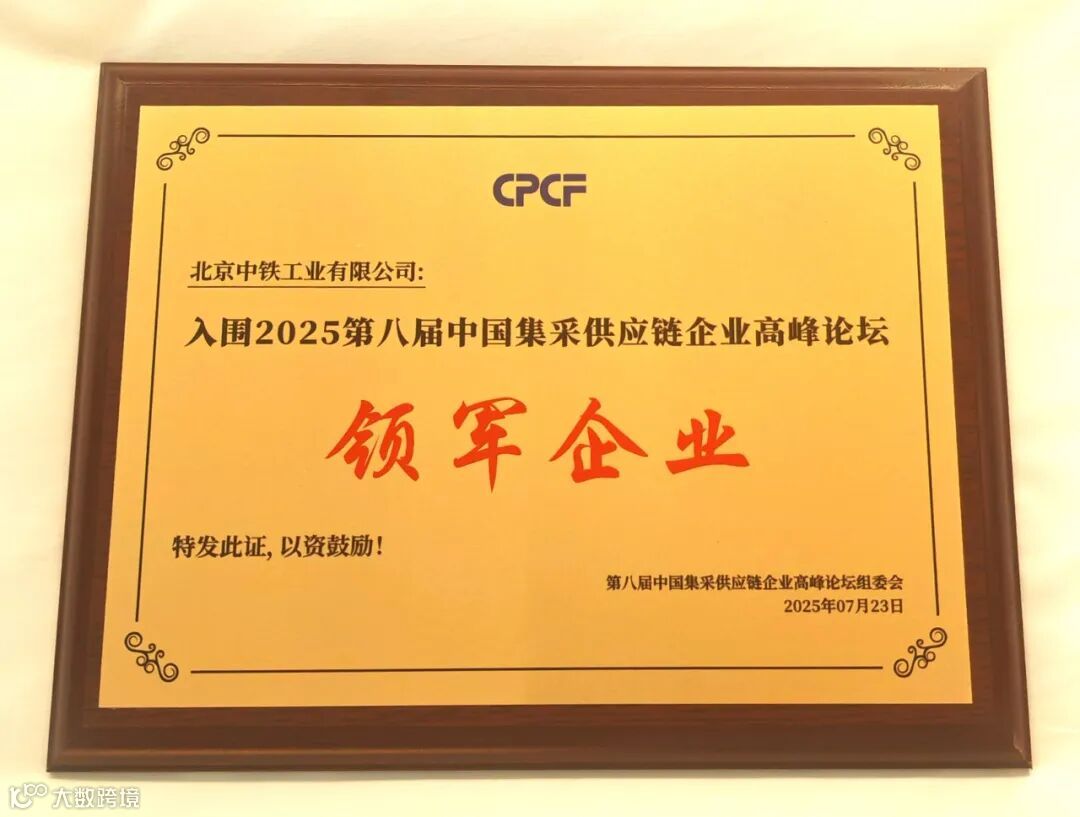 CPCF
北京中铁工业有限公司:
入围2025第八届中国集采供应链企业高峰论坛
领军企业
特发此证,以资鼓励!
第八届中国集采供应链企业高峰论坛组委会
2025年07月23日
大数跨境